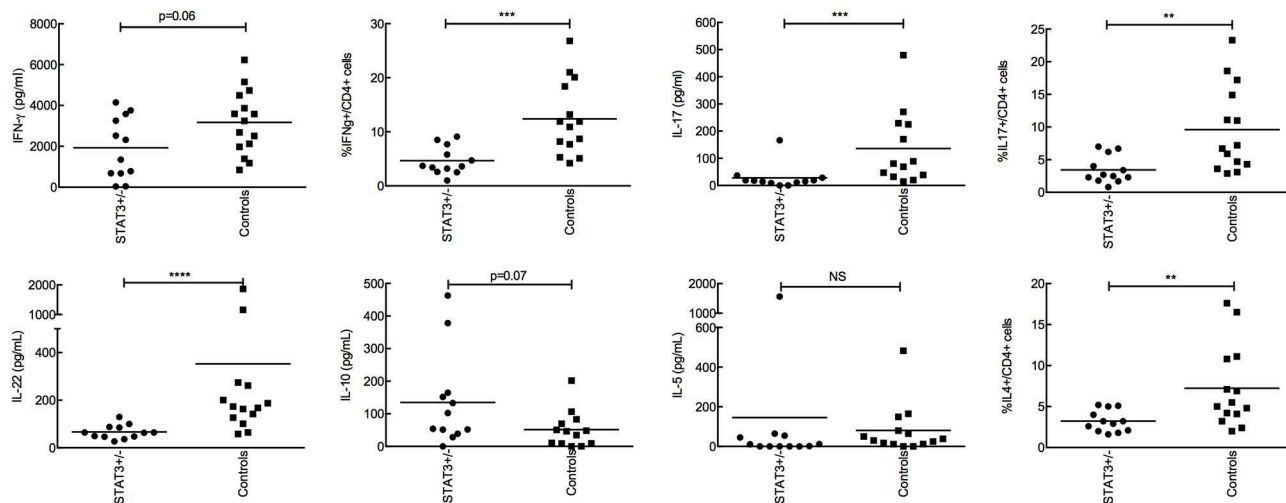 p=0.06
IFN-γ (pg/ml)
8000
6000
4000
2000
0
STAT3+/-
Controls
***
%IFNg+/CD4+ cells
30
20
10
0
STAT3+/-
Controls
***
IL-17 (pg/ml)
600
500
400
300
200
100
0
STAT3+/-
Controls
**
%IL17+/CD4+ cells
25
20
15
10
5
0
STAT3+/-
Controls
****
IL-22 (pg/mL)
2000
1000
400
200
0
STAT3+/-
Controls
p=0.07
IL-10 (pg/mL)
500
400
300
200
100
0
STAT3+/-
Controls
NS
IL-5 (pg/mL)
2000
1000
600
400
200
0
STAT3+/-
Controls
**
%IL4+/CD4+ cells
20
15
10
5
0
STAT3+/-
Controls